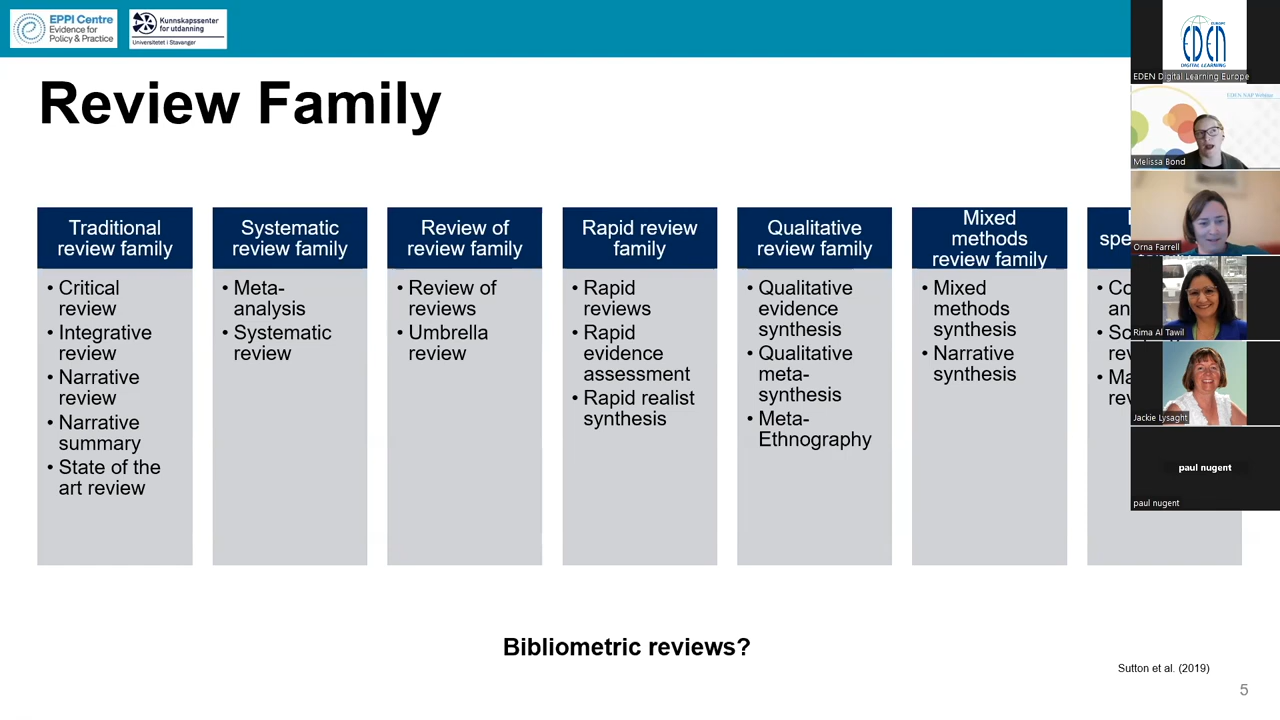 EPPI Centre
Evidence for
Policy & Practice
Kunnskapssenter
for utdanning
Universitetet i Stavanger
Review Family
Traditional
review family
• Critical
review
• Integrative
review
• Narrative
review
• Narrative
summary
• State of the
art review
Systematic
review family
• Meta-
analysis
• Systematic
review
Review of
review family
• Review of
reviews
• Umbrella
review
Rapid review
family
• Rapid
reviews
• Rapid
evidence
assessment
• Rapid realist
synthesis
Qualitative
review family
• Qualitative
evidence
synthesis
• Qualitative
meta-
synthesis
• Meta-
Ethnography
Mixed
methods
review family
• Mixed
methods
synthesis
• Narrative
synthesis
Bibliometric reviews?
Sutton et al. (2019)
5
EUROPE
EDEN
DIGITAL LEARNING
EDEN Digital Learning Europe
EDEN NAP Webinar
Melissa Bond
Orna Farrell
Rima Al Tawil
Jackie Lysaght
paul nugent
paul nugent